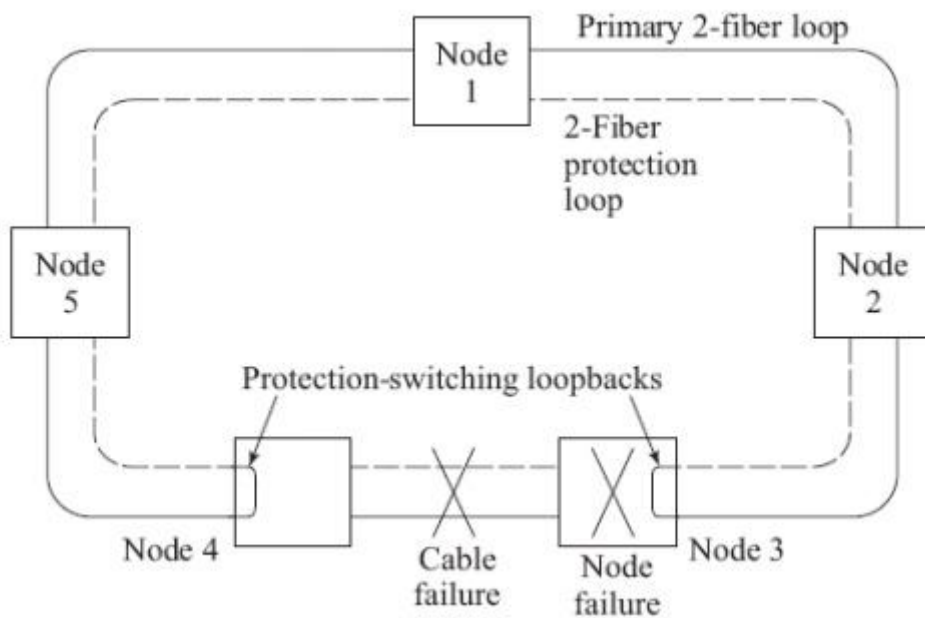 Primary 2-fiber loop
Node
1
2-Fiber
protection
loop
Node
5
Node
2
Protection-switching loopbacks
Node 4
Cable
failure
Node
failure
Node 3